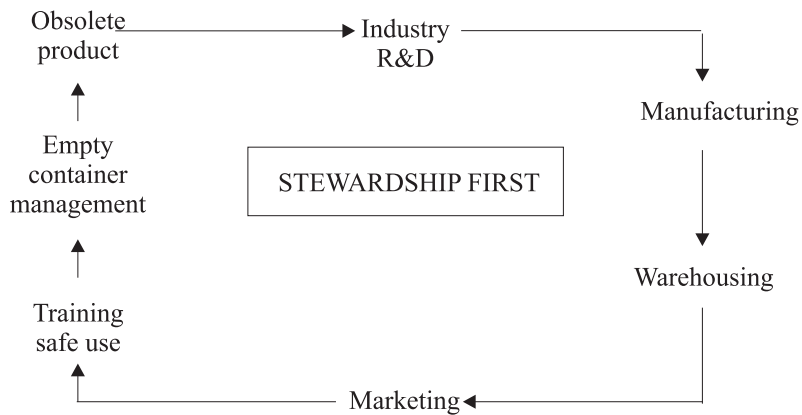 Obsolete
product
Industry
R&D
Manufacturing
Empty
container
management
STEWARDSHIP FIRST
Warehousing
Training
safe use
Marketing